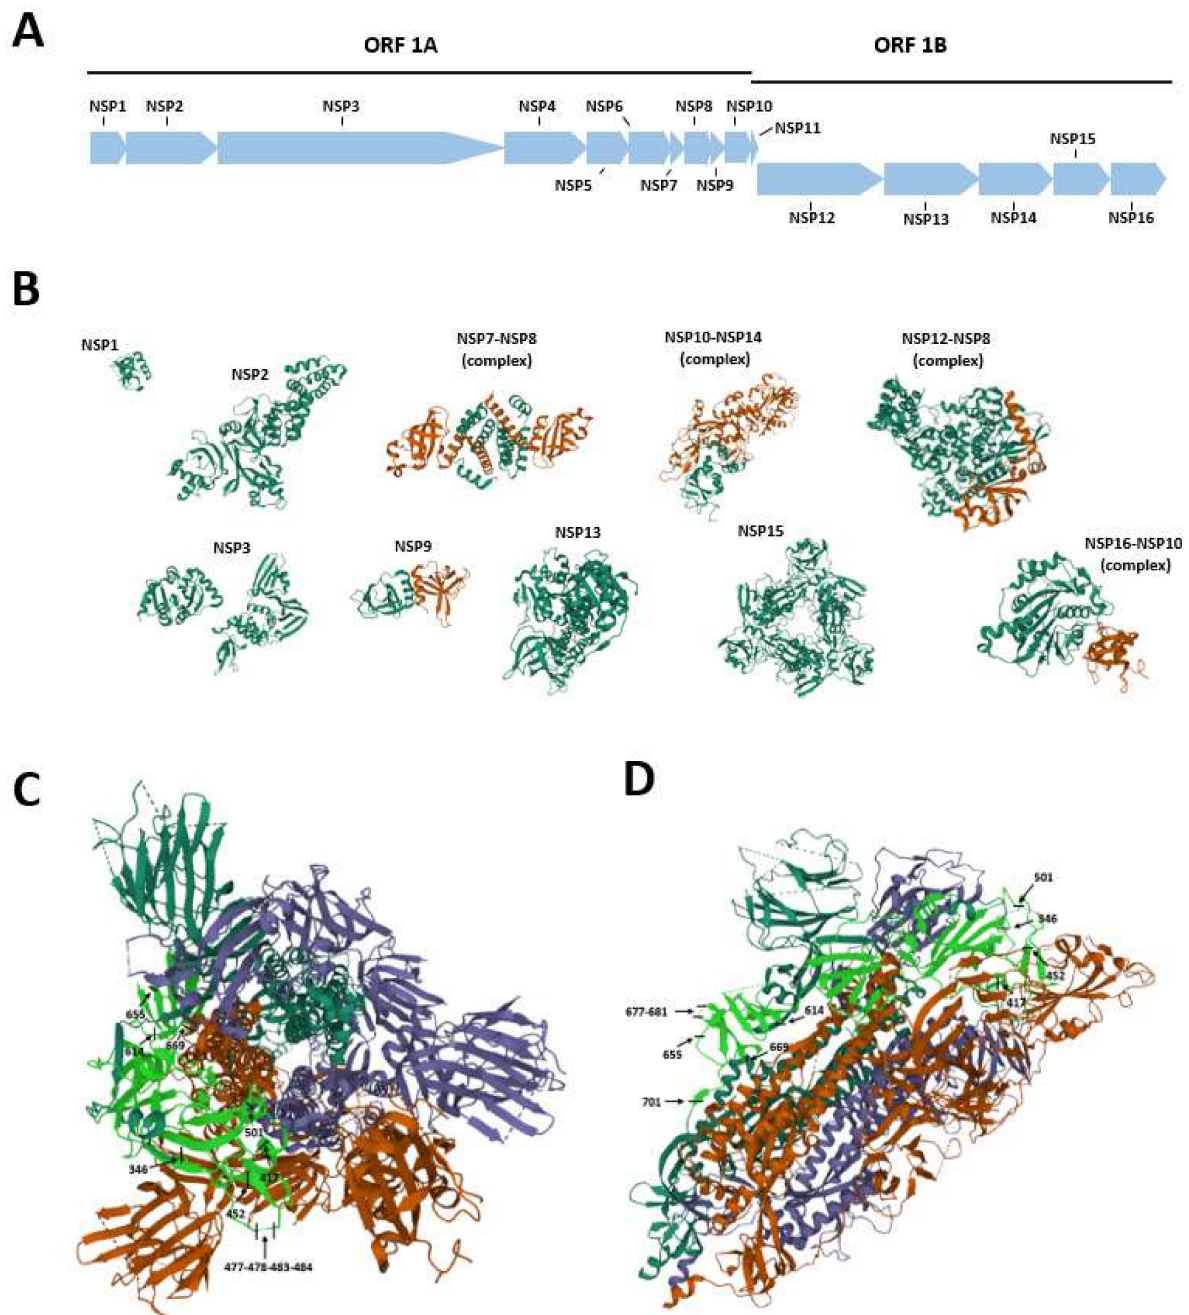 A
ORF 1A
ORF 1B
NSP1
NSP2
NSP3
NSP4
NSP6
NSP8
NSP10
NSP11
NSP15
NSP5
NSP7
NSP9
NSP12
NSP13
NSP14
NSP16
B
NSP1
NSP2
NSP7-NSP8
(complex)
NSP10-NSP14
(complex)
NSP12-NSP8
(complex)
NSP3
NSP9
NSP13
NSP15
NSP16-NSP10
(complex)
C
655
614
669
501
346
417
452
477-478-483-484
D
501
346
452
417
677-681
614
655
669
701